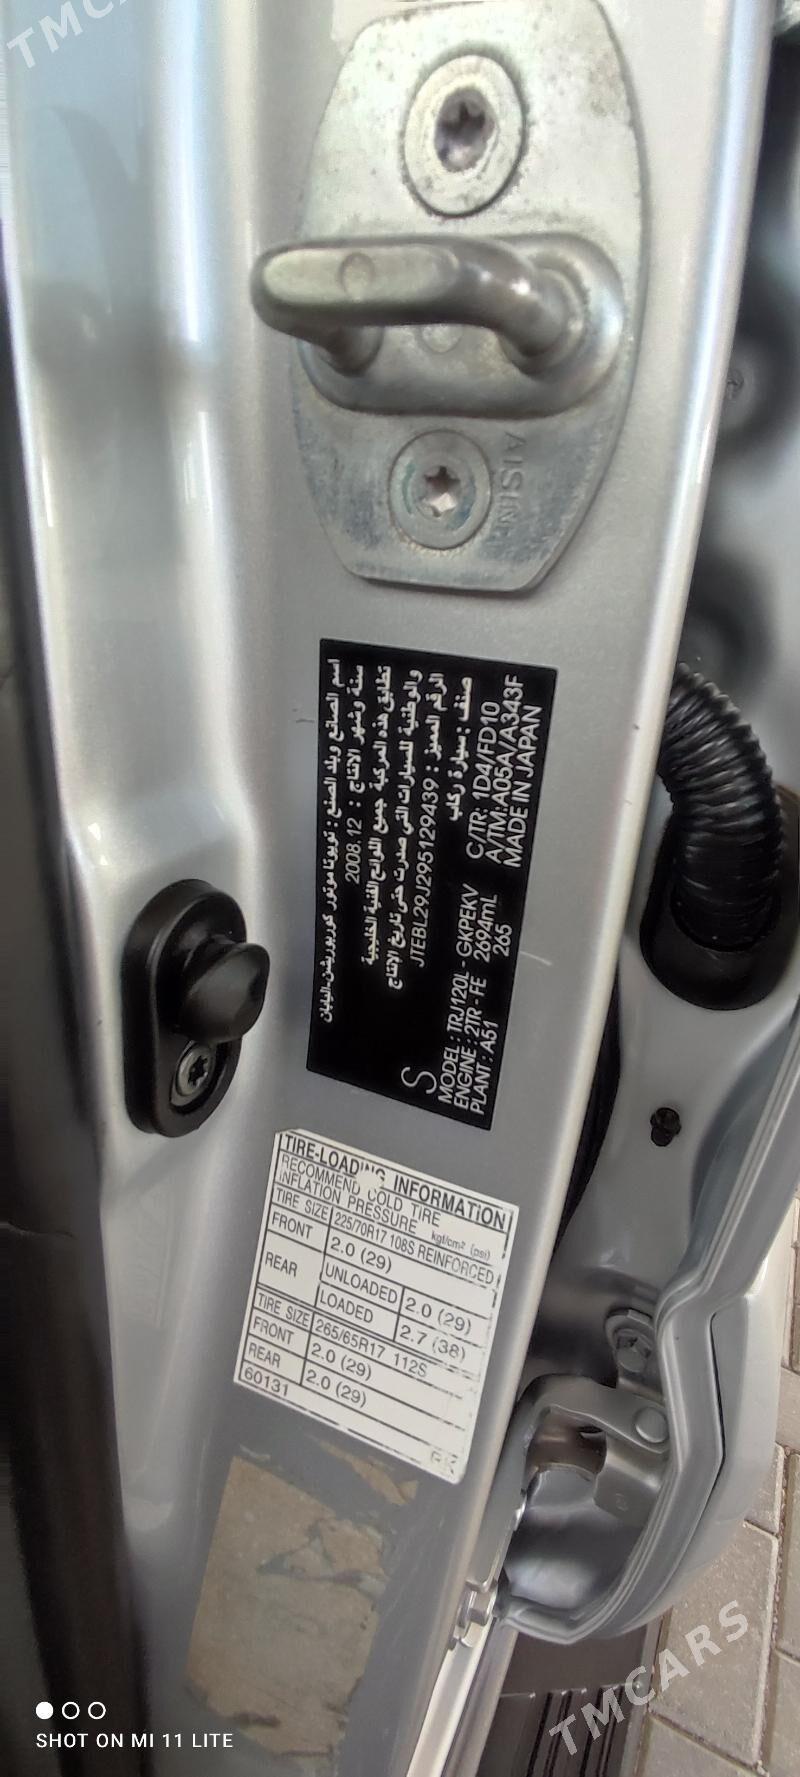 TMCARS
AISIN
اسم الصانع وبلد الصنع : تويوتا موتور كوربوريشن-اليابان
سنة وشهر الانتاج : 2008.12
تطابق هذه المركبة جميع اللوائح الفنية الخليجية
والوطنية للسيارات التي صدرت حتى تاريخ الانتاج
الرقم المميز : JTEBL29J295129439
صنف : سيارة ركاب
S
MODEL : TRJ120L - GKPEKV C/TR: 1D4/FD10
ENGINE : 2TR - FE 2694mL A/TM: A05A/A343F
PLANT : A51 265 MADE IN JAPAN
TIRE-LOADING INFORMATION
RECOMMEND COLD TIRE
INFLATION PRESSURE kgf/cm² (psi)
TIRE SIZE 225/70R17 108S REINFORCED
FRONT 2.0 (29)
REAR UNLOADED 2.0 (29)
LOADED 2.7 (38)
TIRE SIZE 265/65R17 112S
FRONT 2.0 (29)
REAR 2.0 (29)
60131
SHOT ON MI 11 LITE
TMCARS